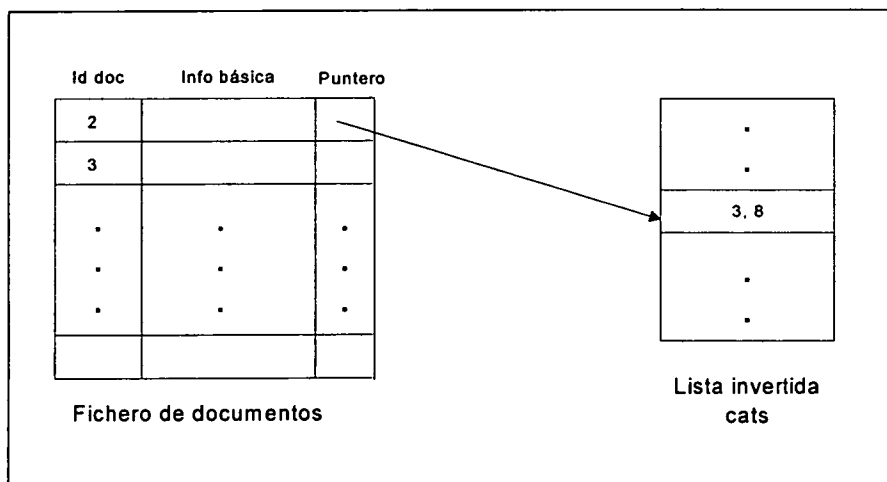 Id doc Info básica Puntero
2
3
3, 8
Fichero de documentos
Lista invertida
cats